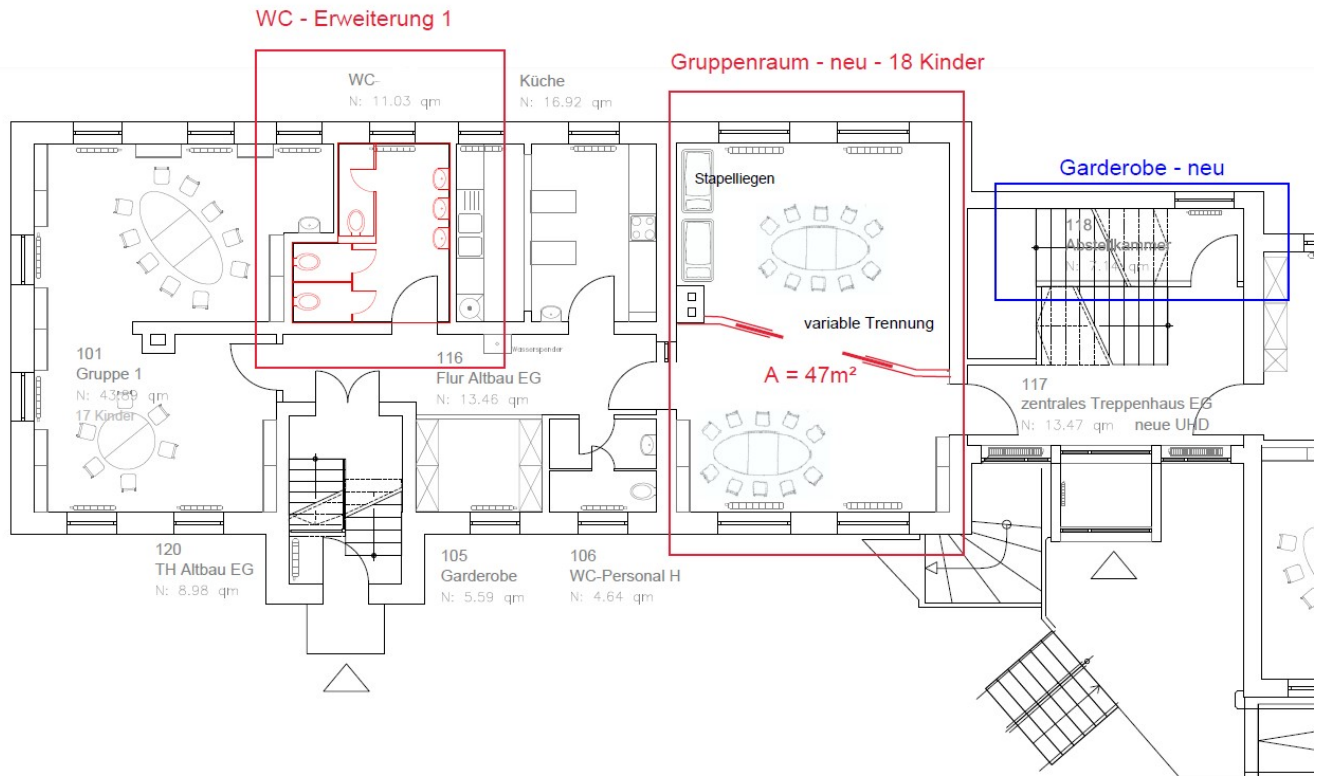 WC - Erweiterung 1
WC-
N: 11.03 qm
Küche
N: 16.92 qm
Gruppenraum - neu - 18 Kinder
Garderobe - neu
Stapelliegen
118
Abstellkammer
N: 7.14 qm
variable Trennung
A = 47m²
Wasserspender
101
Gruppe 1
N: 43.89 qm
17 Kinder
116
Flur Altbau EG
N: 13.46 qm
117
zentrales Treppenhaus EG
N: 13.47 qm neue UHD
120
TH Altbau EG
N: 8.98 qm
105
Garderobe
N: 5.59 qm
106
WC-Personal H
N: 4.64 qm